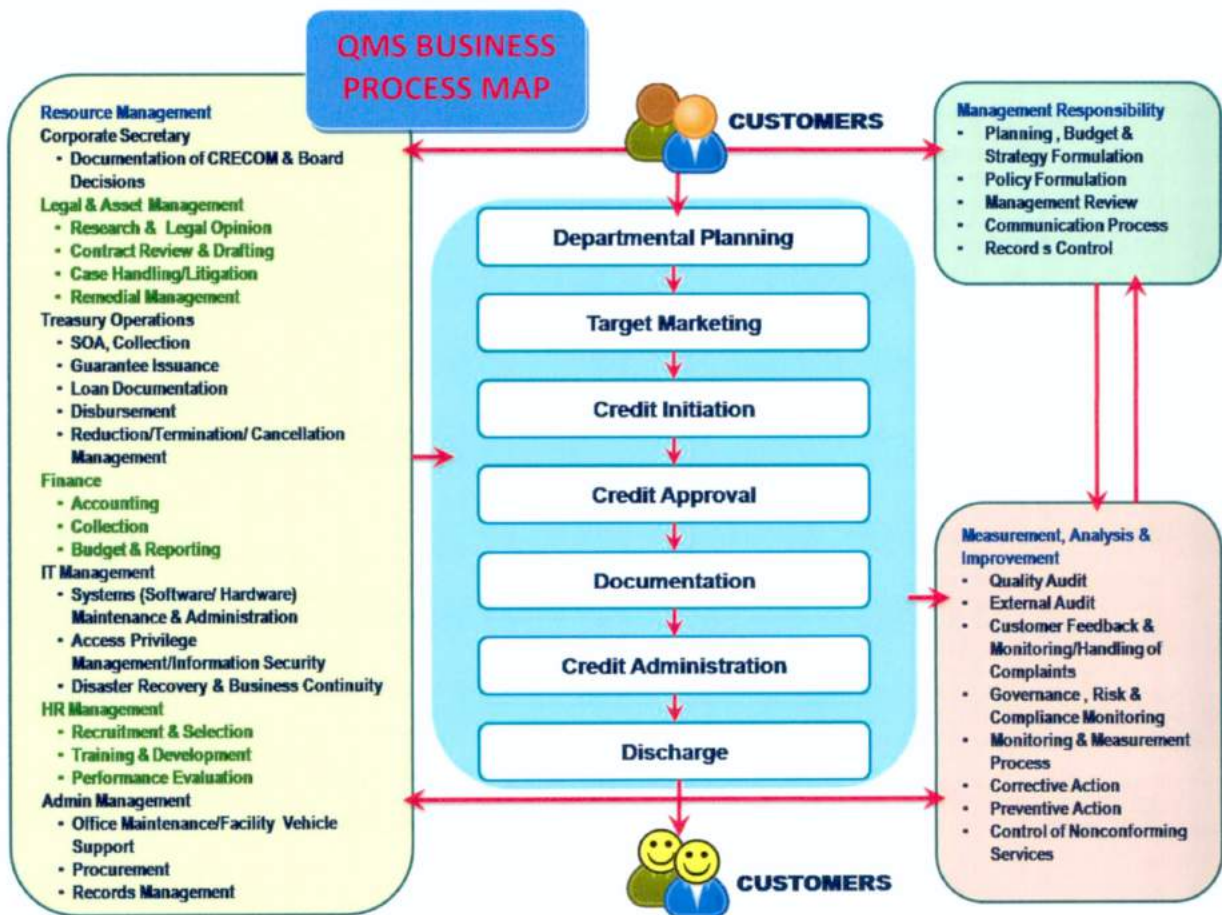 QMS BUSINESS
PROCESS MAP
Resource Management
Corporate Secretary
• Documentation of CRECOM & Board
Decisions
Legal & Asset Management
• Research & Legal Opinion
• Contract Review & Drafting
• Case Handling/Litigation
• Remedial Management
Treasury Operations
• SOA, Collection
• Guarantee Issuance
• Loan Documentation
• Disbursement
• Reduction/Termination/ Cancellation
Management
Finance
• Accounting
• Collection
• Budget & Reporting
IT Management
• Systems (Software/ Hardware)
Maintenance & Administration
• Access Privilege
Management/Information Security
• Disaster Recovery & Business Continuity
HR Management
• Recruitment & Selection
• Training & Development
• Performance Evaluation
Admin Management
• Office Maintenance/Facility Vehicle
Support
• Procurement
• Records Management
CUSTOMERS
Departmental Planning
Target Marketing
Credit Initiation
Credit Approval
Documentation
Credit Administration
Discharge
CUSTOMERS
Management Responsibility
• Planning , Budget &
Strategy Formulation
• Policy Formulation
• Management Review
• Communication Process
• Record s Control
Measurement, Analysis &
Improvement
• Quality Audit
• External Audit
• Customer Feedback &
Monitoring/Handling of
Complaints
• Governance , Risk &
Compliance Monitoring
• Monitoring & Measurement
Process
• Corrective Action
• Preventive Action
• Control of Nonconforming
Services